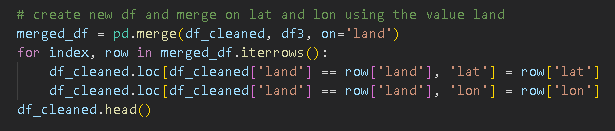 # create new df and merge on lat and lon using the value land
merged_df = pd.merge(df_cleaned, df3, on='land')
for index, row in merged_df.iterrows():
    df_cleaned.loc[df_cleaned['land'] == row['land'], 'lat'] = row['lat']
    df_cleaned.loc[df_cleaned['land'] == row['land'], 'lon'] = row['lon']
df_cleaned.head()